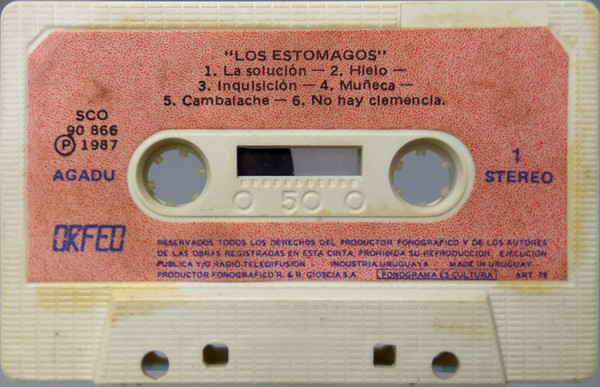 "LOS ESTOMAGOS"
1. La solución — 2. Hielo —
3. Inquisición — 4. Muñeca —
5. Cambalache — 6. No hay clemencia.
SCO
90 866
Ⓟ 1987
AGADU
1
STEREO
50
ORFEO
RESERVADOS TODOS LOS DERECHOS DEL PRODUCTOR FONOGRAFICO Y DE LOS AUTORES
DE LAS OBRAS REGISTRADAS EN ESTA CINTA. PROHIBIDA SU REPRODUCCION, EJECUCION
PUBLICA Y/O RADIO-TELEDIFUSION INDUSTRIA URUGUAYA MADE IN URUGUAY
PRODUCTOR FONOGRAFICO R. & R. GIOSCIA S.A. FONOGRAMA ES CULTURA ART. 79